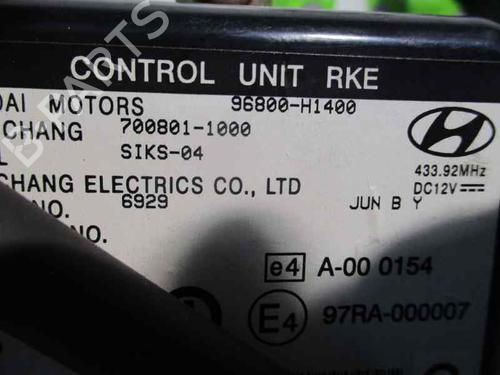 CONTROL UNIT RKE
DAI MOTORS 96800-H1400
CHANG 700801-1000
SIKS-04
433.92MHz
CHANG ELECTRICS CO., LTD
DC12V
NO. 6929
JUN B Y
NO.
e4 A-00 0154
E4 97RA-000007
B PARTS